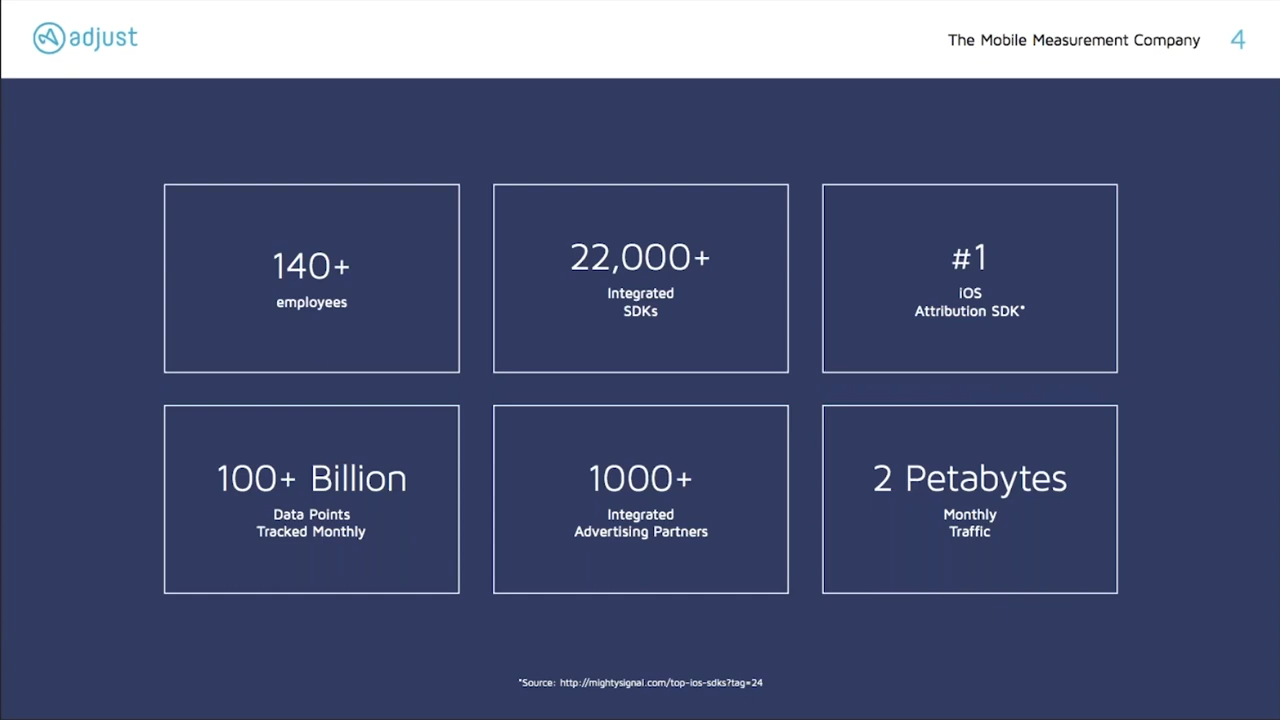 adjust
The Mobile Measurement Company
4
140+
employees
22,000+
Integrated
SDKs
#1
iOS
Attribution SDK*
100+ Billion
Data Points
Tracked Monthly
1000+
Integrated
Advertising Partners
2 Petabytes
Monthly
Traffic
*Source: http://mightysignal.com/top-ios-sdks?tag=24